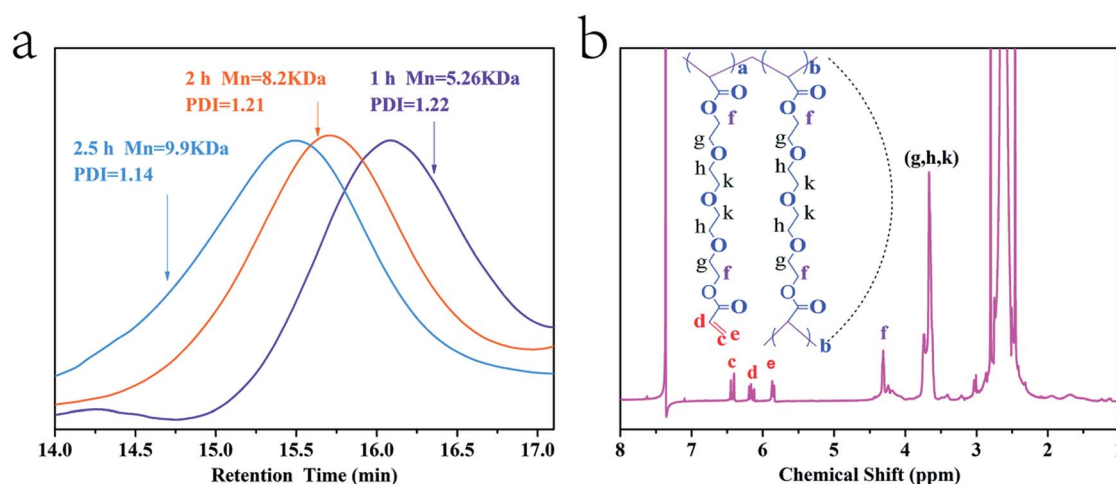 a
2 h Mn=8.2KDa
PDI=1.21
1 h Mn=5.26KDa
PDI=1.22
2.5 h Mn=9.9KDa
PDI=1.14
14.0 14.5 15.0 15.5 16.0 16.5 17.0
Retention Time (min)
b
a b
O O
O f O f
g g
O O
h k h k
O O
h k h k
O O
g f g f
O O
O O
d e
c b
(g,h,k)
f
c d e
8 7 6 5 4 3 2
Chemical Shift (ppm)